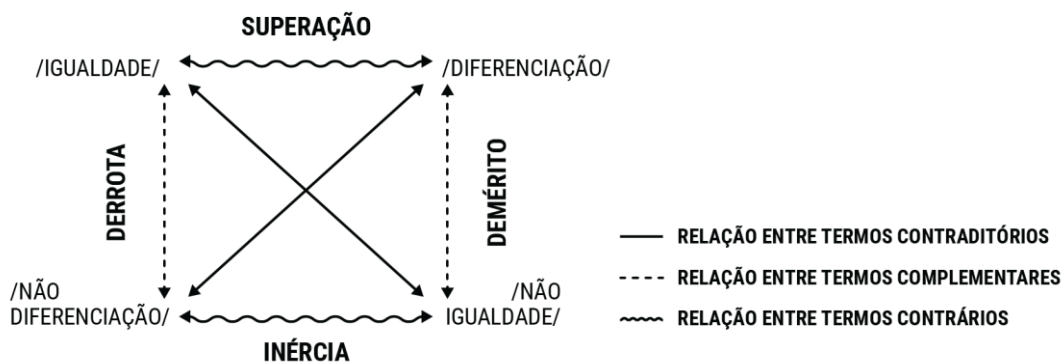 SUPERAÇÃO
/IGUALDADE/
/DIFERENCIAÇÃO/
DERROTA
DEMÉRITO
/NÃO
DIFERENCIAÇÃO/
/NÃO
IGUALDADE/
INÉRCIA
RELAÇÃO ENTRE TERMOS CONTRADITÓRIOS
RELAÇÃO ENTRE TERMOS COMPLEMENTARES
RELAÇÃO ENTRE TERMOS CONTRÁRIOS